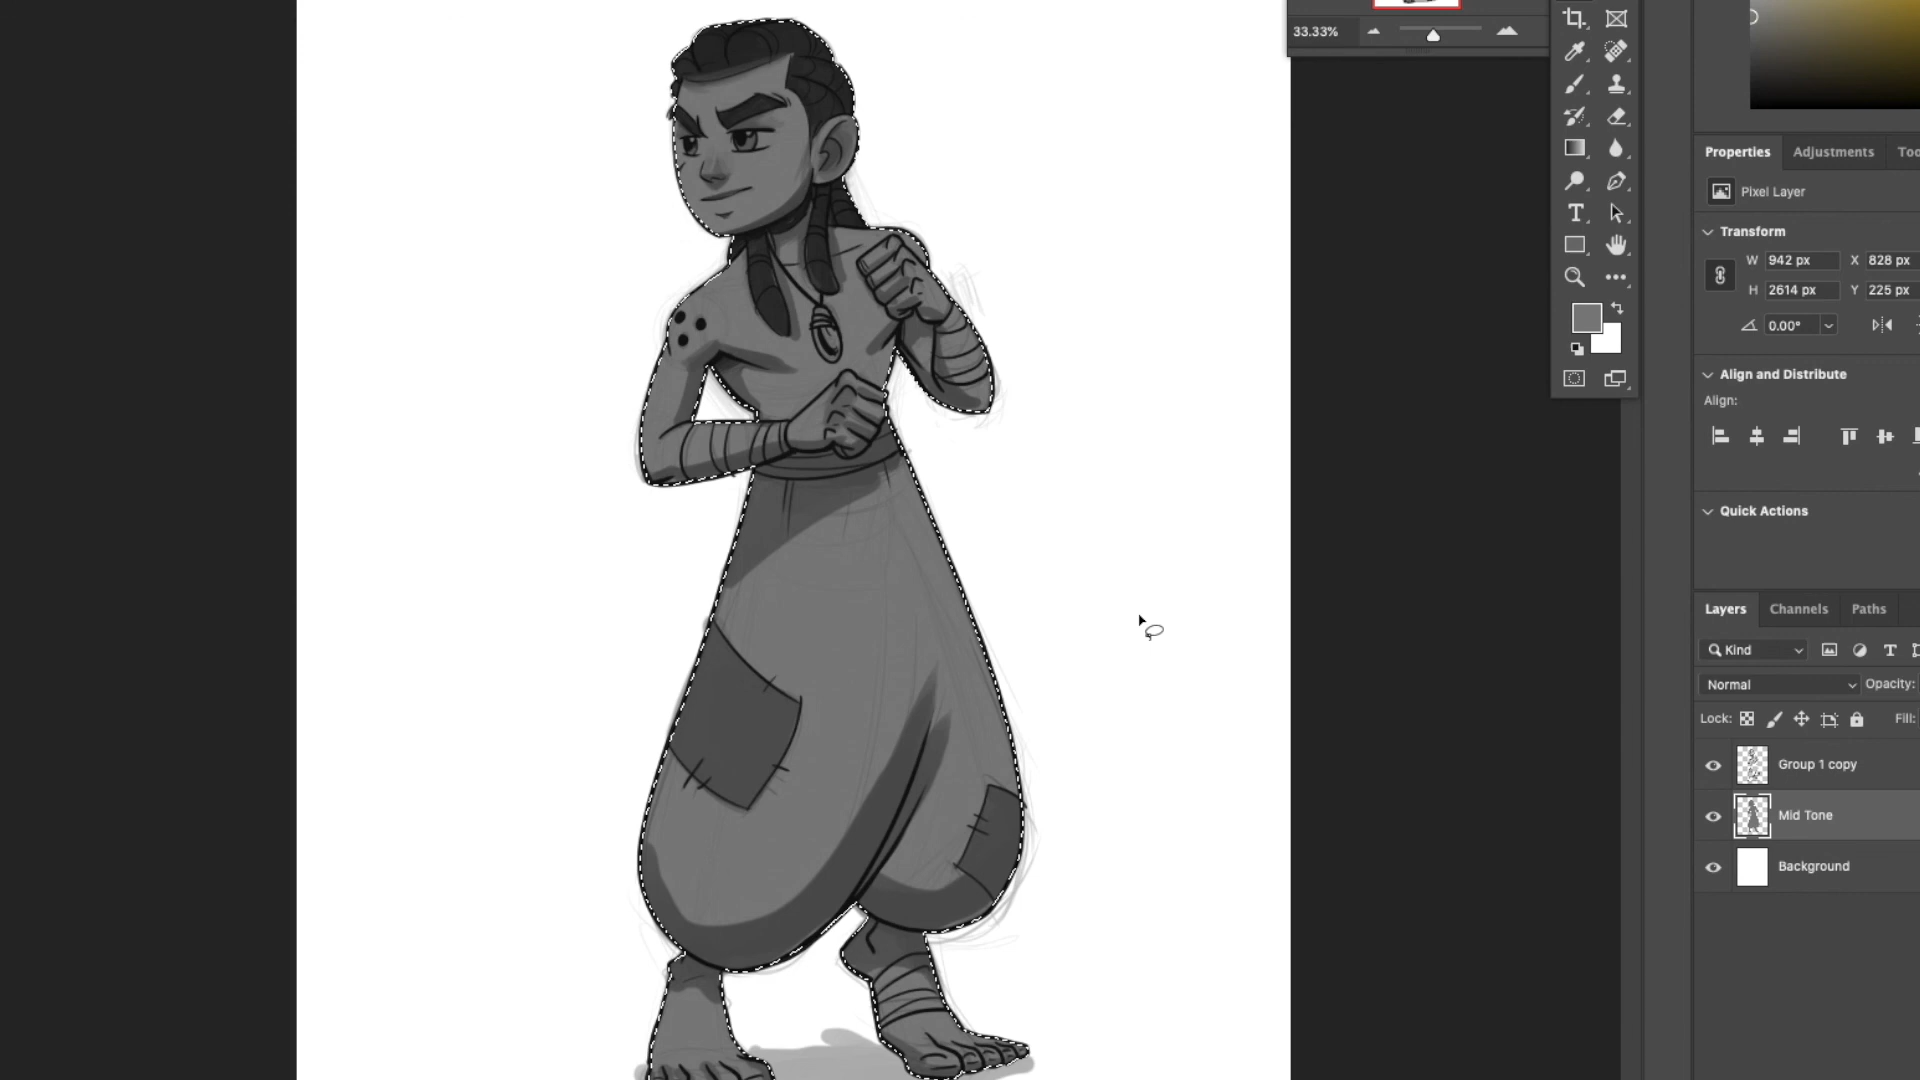 33.33%
Properties
Adjustments
Too
Pixel Layer
Transform
W 942 px X 828 px
H 2614 px Y 225 px
0.00°
Align and Distribute
Align:
Quick Actions
Layers
Channels
Paths
Kind
Normal
Opacity:
Lock:
Fill:
Group 1 copy
Mid Tone
Background